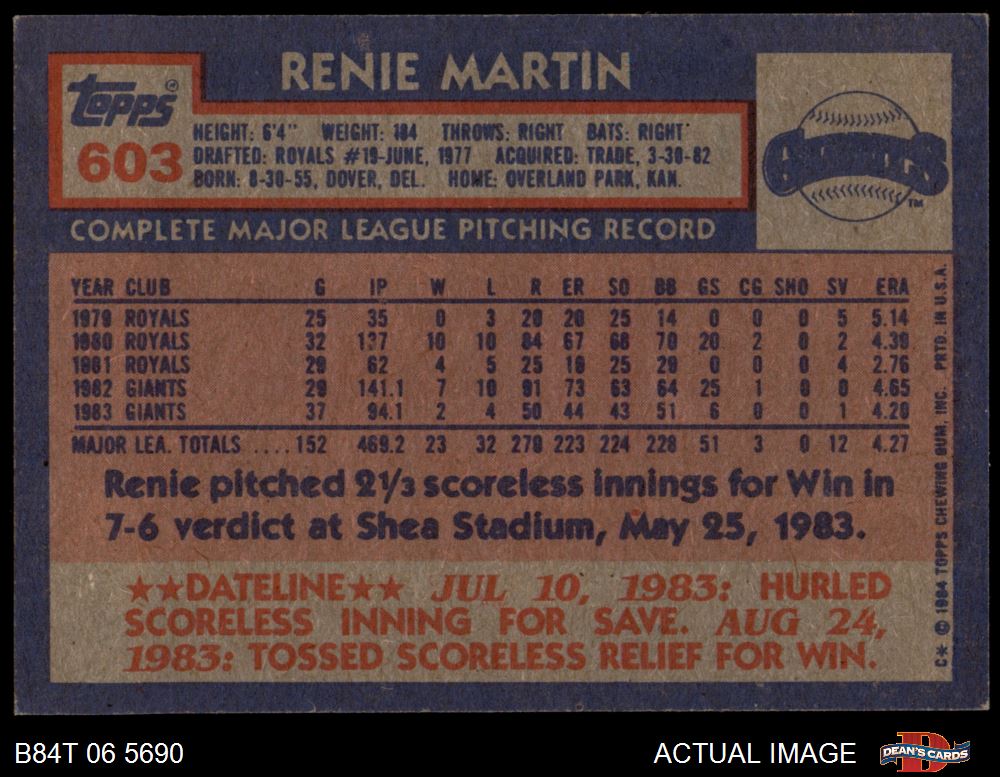 RENIE MARTIN
Topps®
603
HEIGHT: 6'4" WEIGHT: 184 THROWS: RIGHT BATS: RIGHT
DRAFTED: ROYALS #19-JUNE, 1977 ACQUIRED: TRADE, 3-30-82
BORN: 8-30-55, DOVER, DEL. HOME: OVERLAND PARK, KAN.
GIANTS TM
COMPLETE MAJOR LEAGUE PITCHING RECORD
YEAR CLUB G IP W L R ER SO BB GS CG SHO SV ERA
1979 ROYALS 25 35 0 3 20 20 25 14 0 0 0 5 5.14
1980 ROYALS 32 137 10 10 84 67 68 70 20 2 0 2 4.39
1981 ROYALS 29 62 4 5 25 19 25 29 0 0 0 4 2.76
1982 GIANTS 29 141.1 7 10 91 73 63 64 25 1 0 0 4.65
1983 GIANTS 37 94.1 2 4 50 44 43 51 6 0 0 1 4.20
MAJOR LEA. TOTALS .... 152 469.2 23 32 270 223 224 228 51 3 0 12 4.27
Renie pitched 2⅓ scoreless innings for Win in
7-6 verdict at Shea Stadium, May 25, 1983.
★★DATELINE★★ JUL 10, 1983: HURLED
SCORELESS INNING FOR SAVE. AUG 24,
1983: TOSSED SCORELESS RELIEF FOR WIN.
C* © 1984 TOPPS CHEWING GUM, INC. PRTD. IN U.S.A.
B84T 06 5690
ACTUAL IMAGE
DEAN'S CARDS